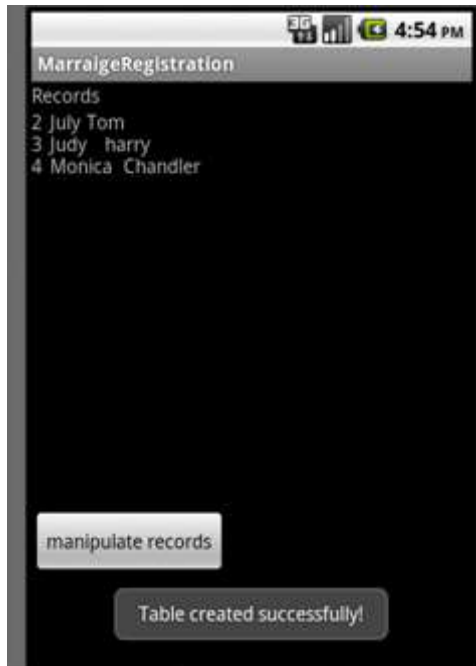 3G
4:54 PM
MarraigeRegistration
Records
2 July Tom
3 Judy harry
4 Monica Chandler
manipulate records
Table created successfully!